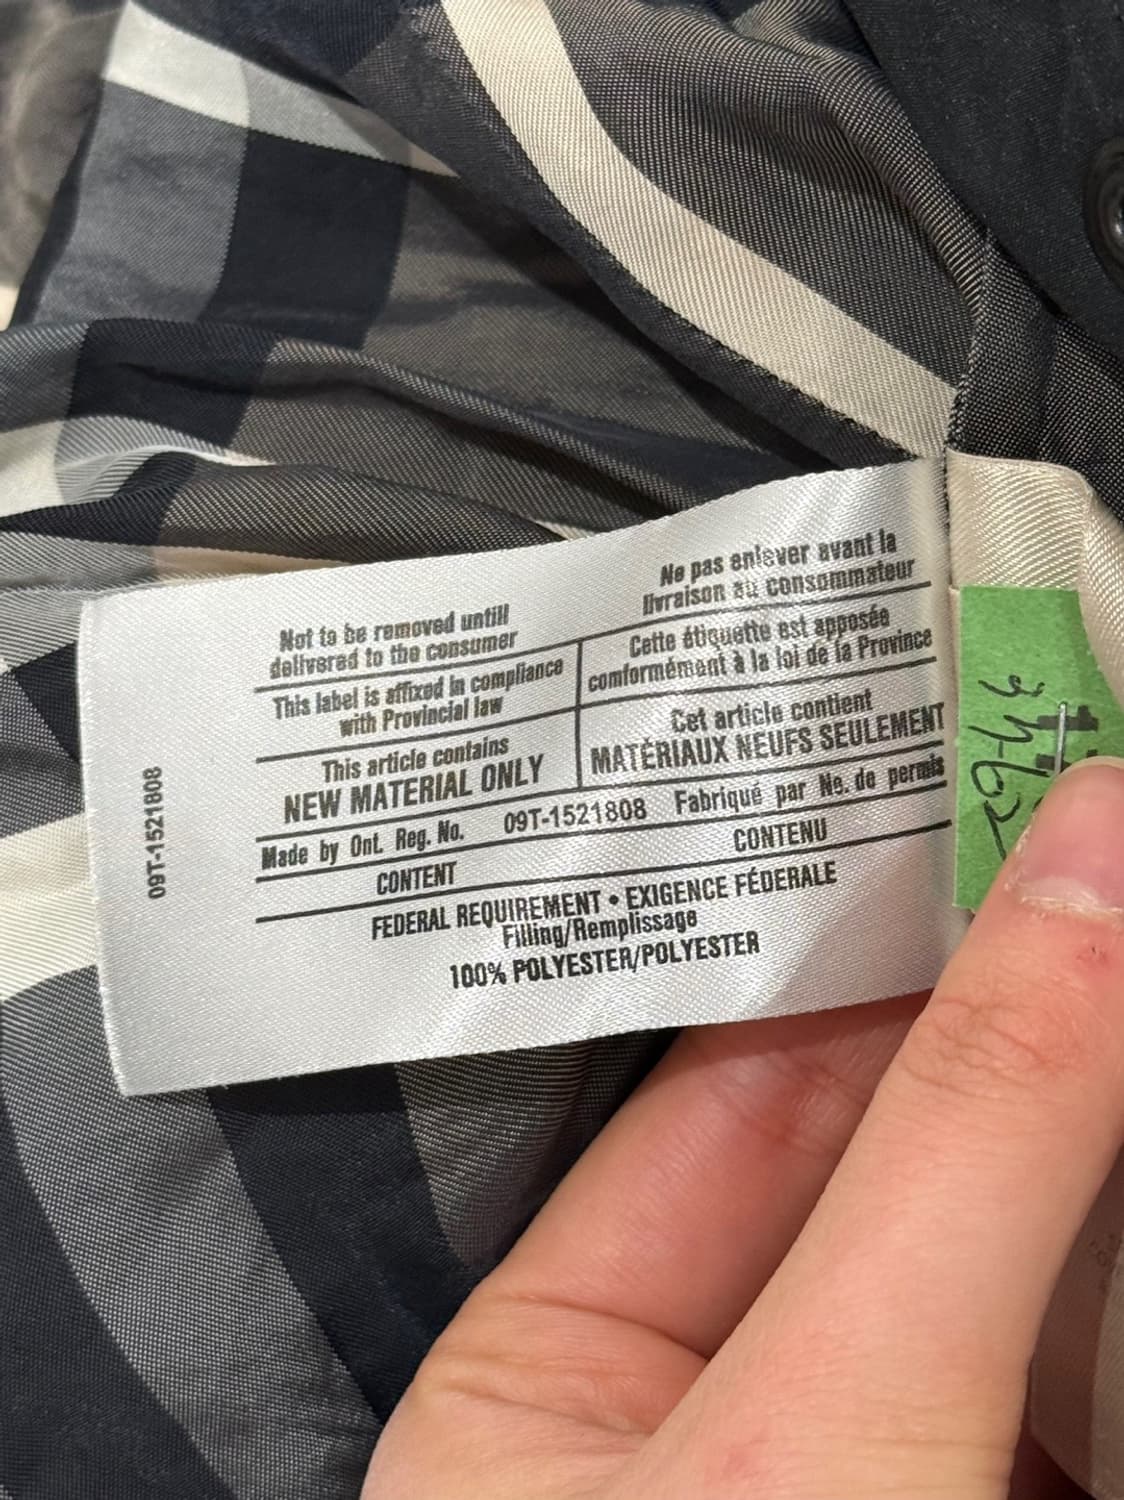 Not to be removed untill
delivered to the consumer
Ne pas enlever avant la
livraison au consommateur
This label is affixed in compliance
with Provincial law
Cette étiquette est apposée
comformément à la loi de la Province
This article contains
NEW MATERIAL ONLY
Cet article contient
MATÉRIAUX NEUFS SEULEMENT
Made by Ont. Reg. No. 09T-1521808 Fabriqué par No. de permis
CONTENT CONTENU
FEDERAL REQUIREMENT • EXIGENCE FÉDERALE
Filling/Remplissage
100% POLYESTER/POLYESTER
09T-1521808